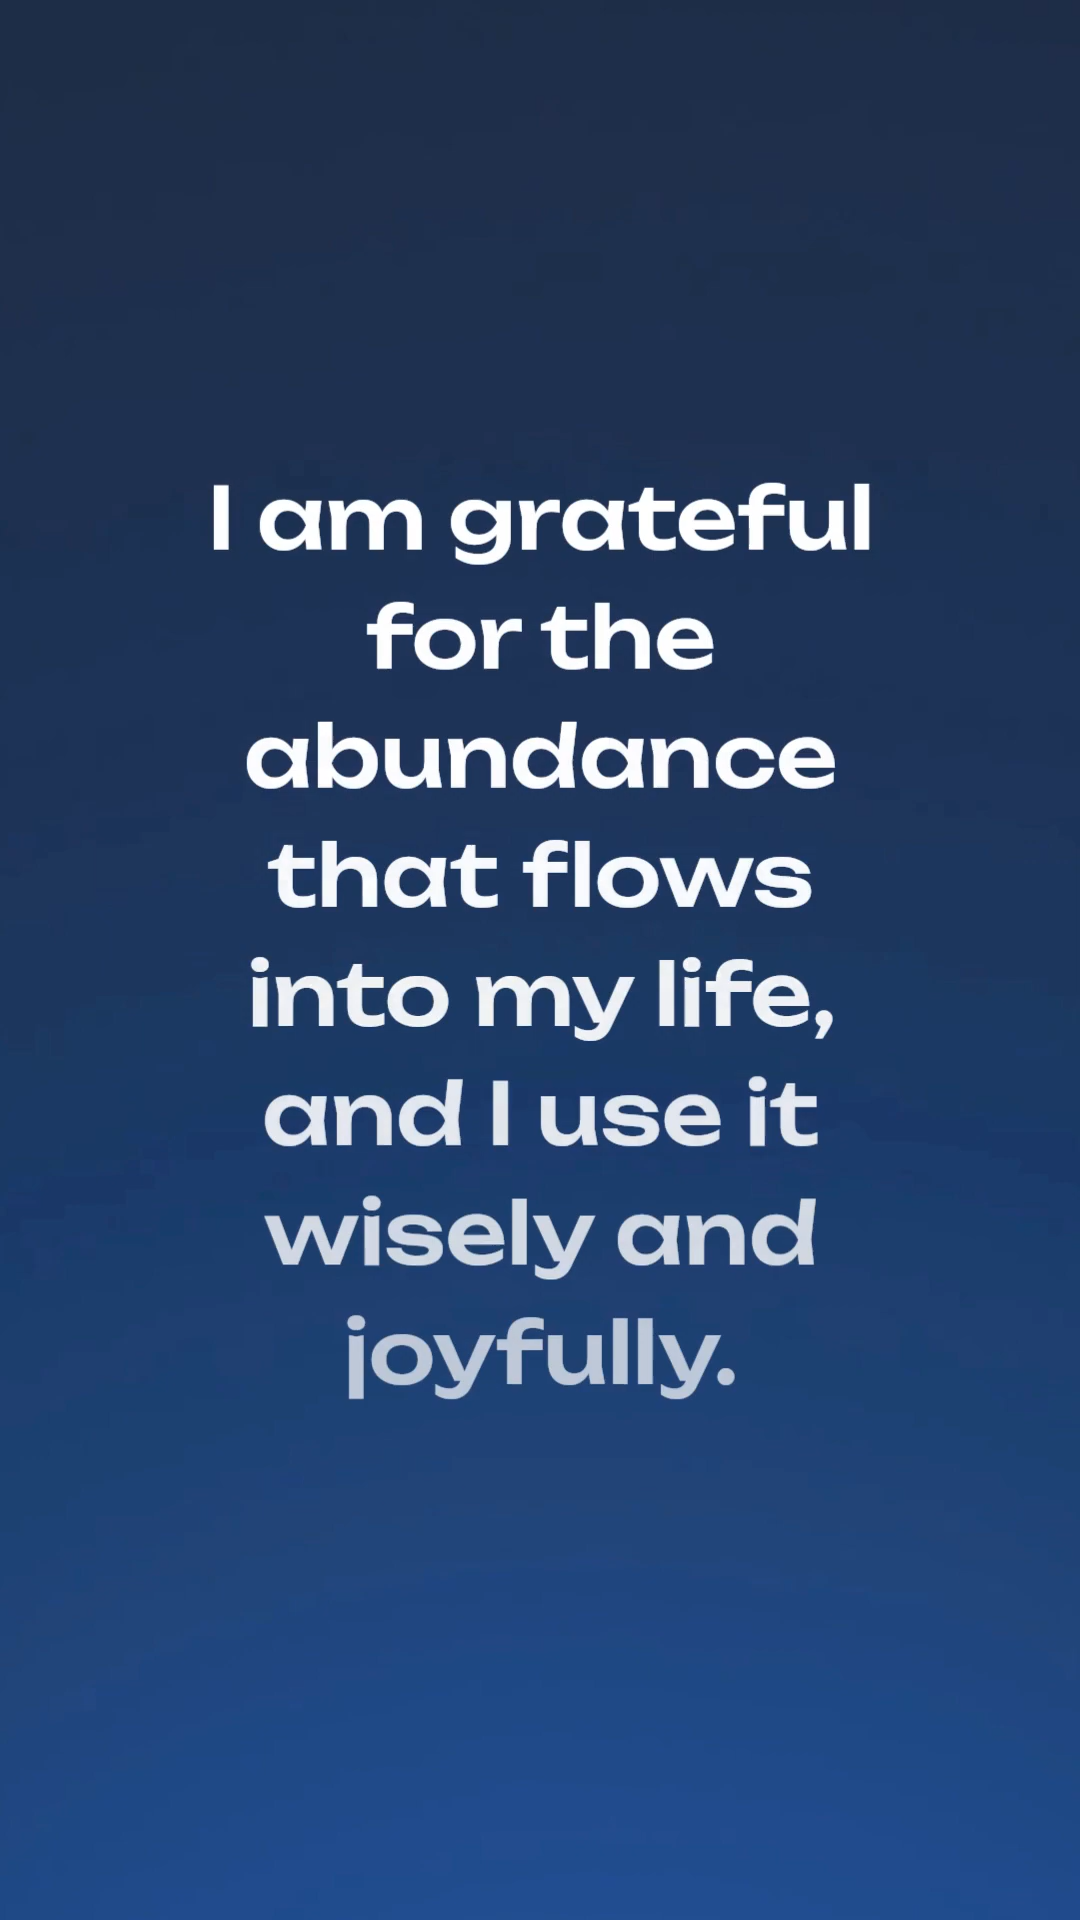 I am grateful
for the
abundance
that flows
into my life,
and I use it
wisely and
joyfully.